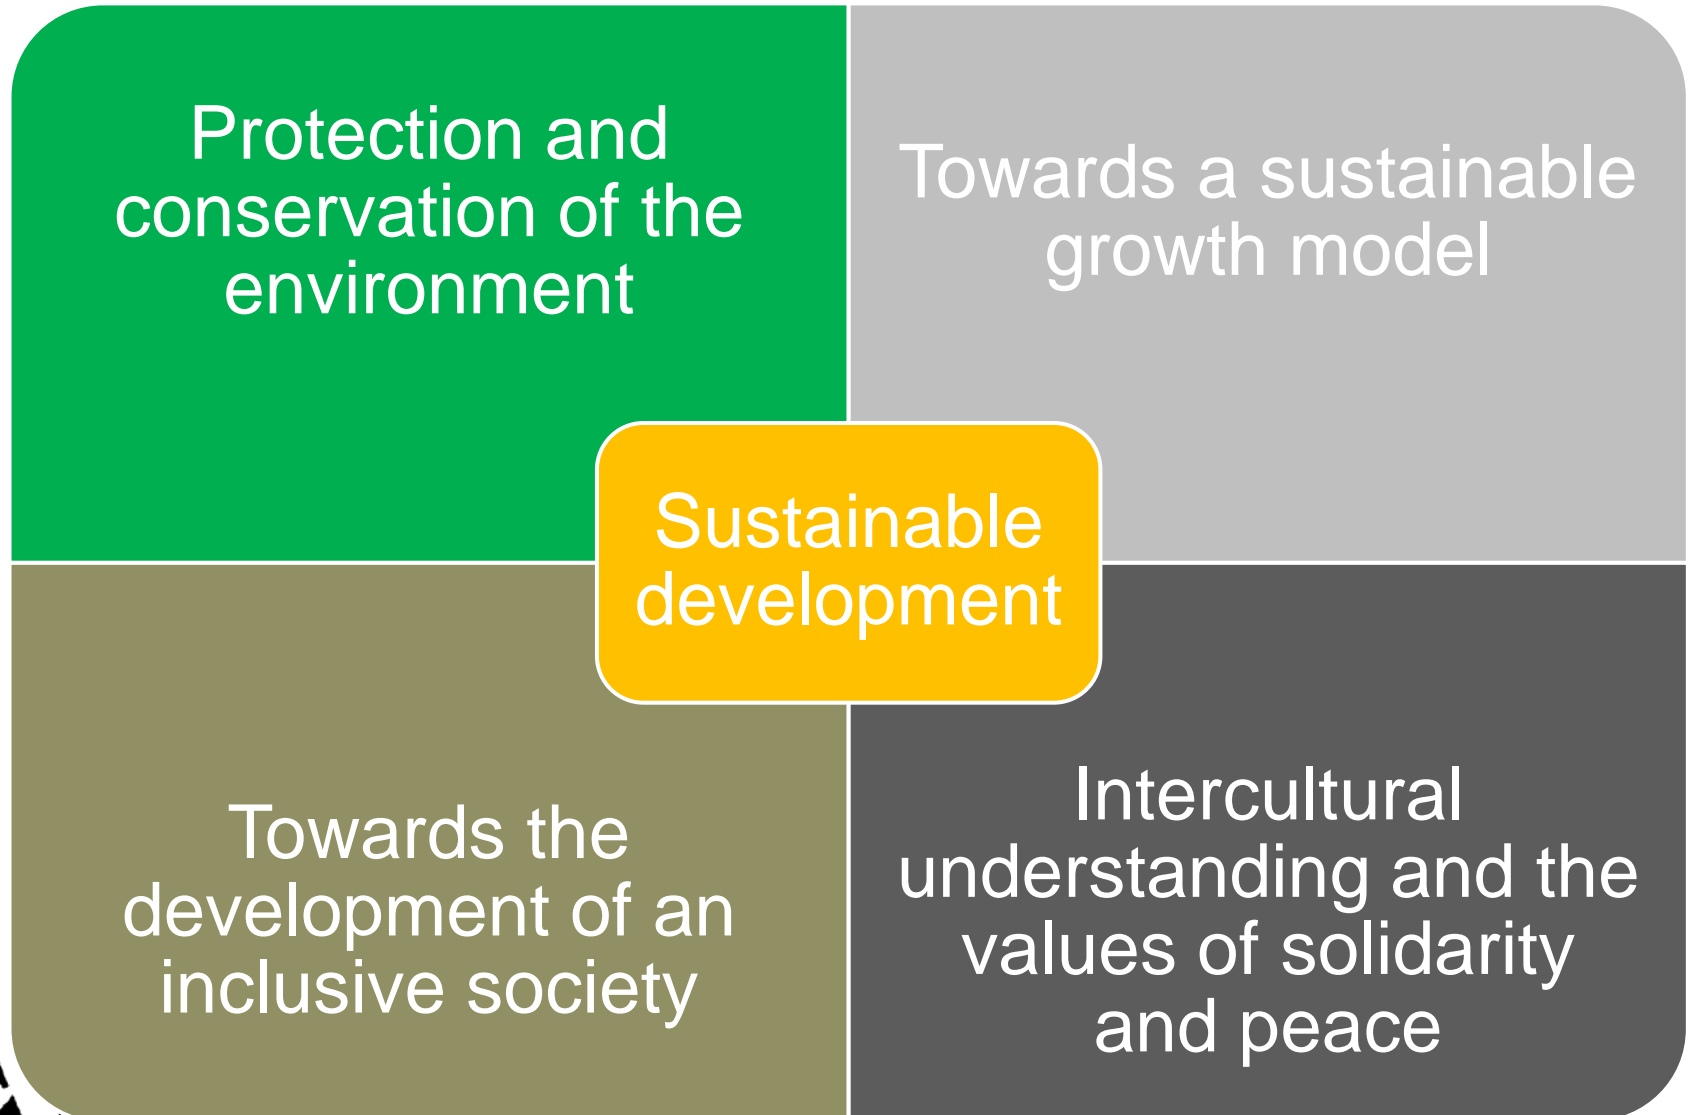 Protection and
conservation of the
environment
Towards a sustainable
growth model
Sustainable
development
Towards the
development of an
inclusive society
Intercultural
understanding and the
values of solidarity
and peace